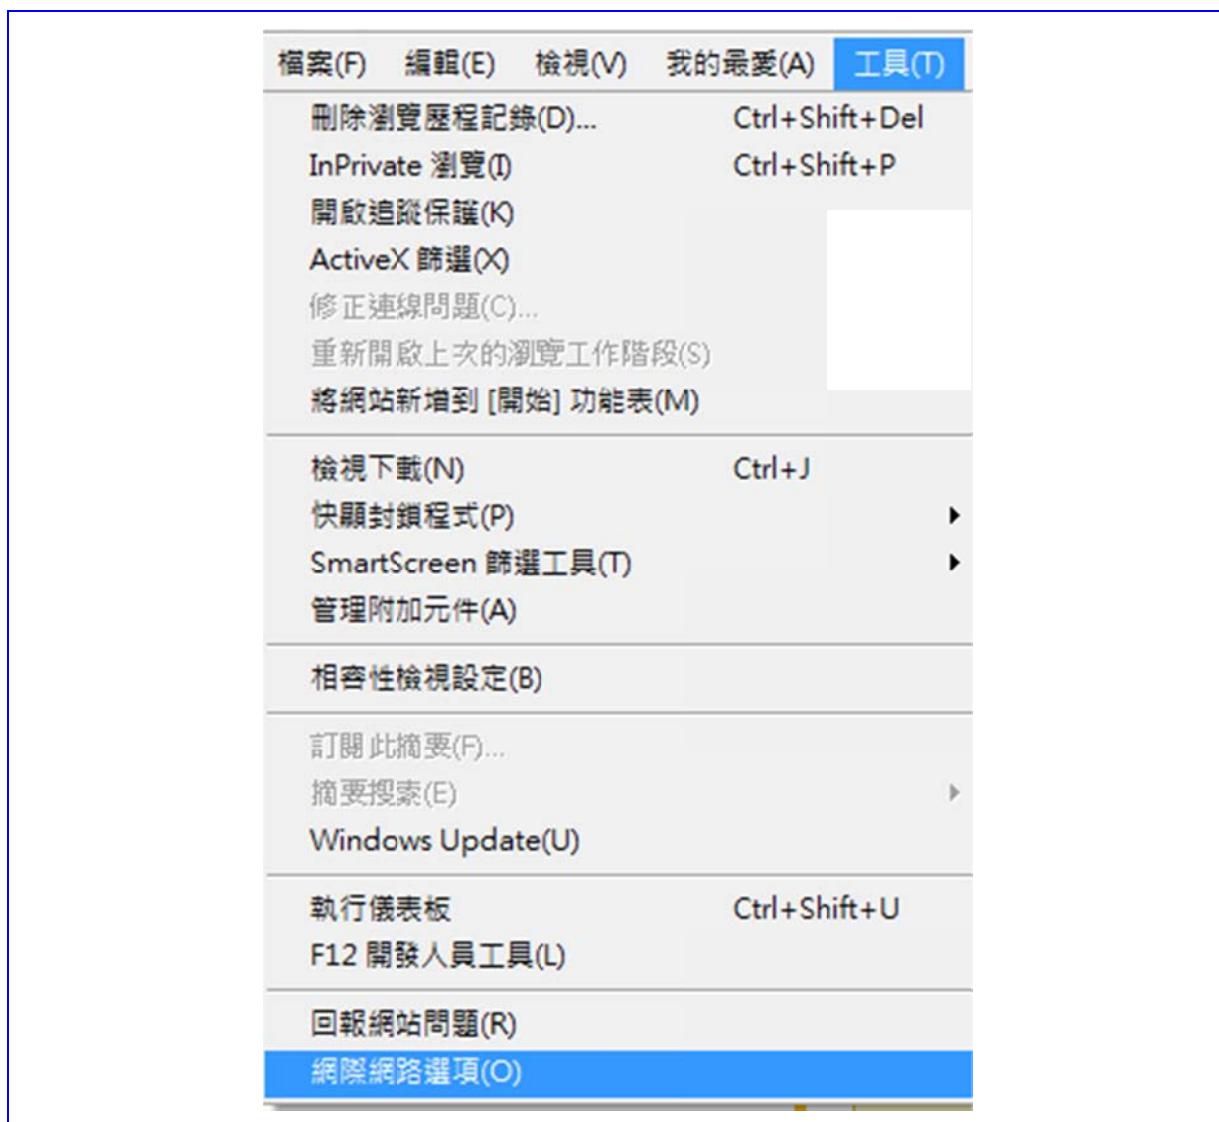 檔案(F) 編輯(E) 檢視(V) 我的最愛(A) 工具(T)
刪除瀏覽歷程記錄(D)... Ctrl+Shift+Del
InPrivate 瀏覽(I) Ctrl+Shift+P
開啟追蹤保護(K)
ActiveX 篩選(X)
修正連線問題(C)...
重新開啟上次的瀏覽工作階段(S)
將網站新增到 [開始] 功能表(M)
檢視下載(N) Ctrl+J
快顯封鎖程式(P)
SmartScreen 篩選工具(T)
管理附加元件(A)
相容性檢視設定(B)
訂閱此摘要(F)...
摘要搜索(E)
Windows Update(U)
執行儀表板 Ctrl+Shift+U
F12 開發人員工具(L)
回報網站問題(R)
網際網路選項(O)